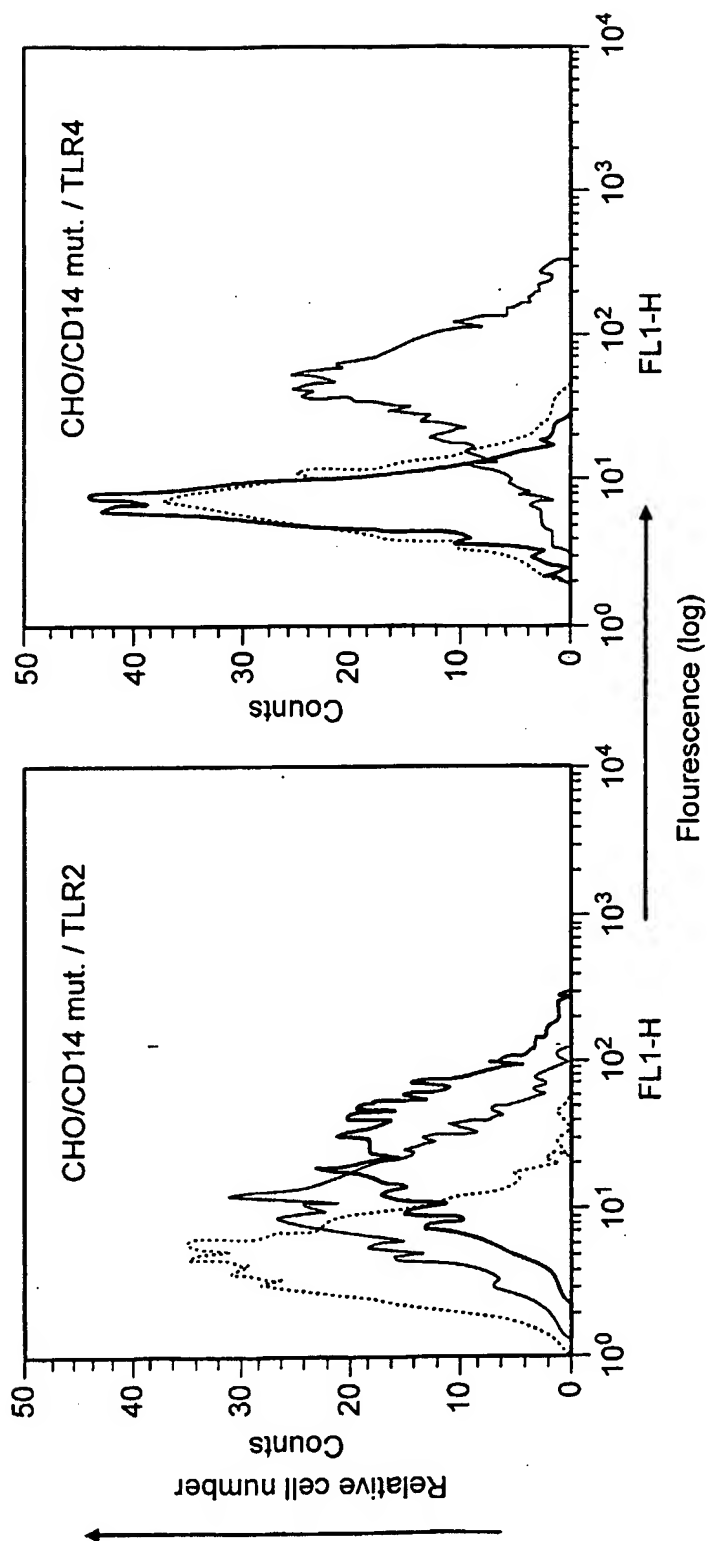 CHO/CD14 mut. / TLR2
Relative cell number
Counts
50
40
30
20
10
0
10^0
10^1
10^2
10^3
10^4
FL1-H
CHO/CD14 mut. / TLR4
Counts
50
40
30
20
10
0
10^0
10^1
10^2
10^3
10^4
FL1-H
Flourescence (log)